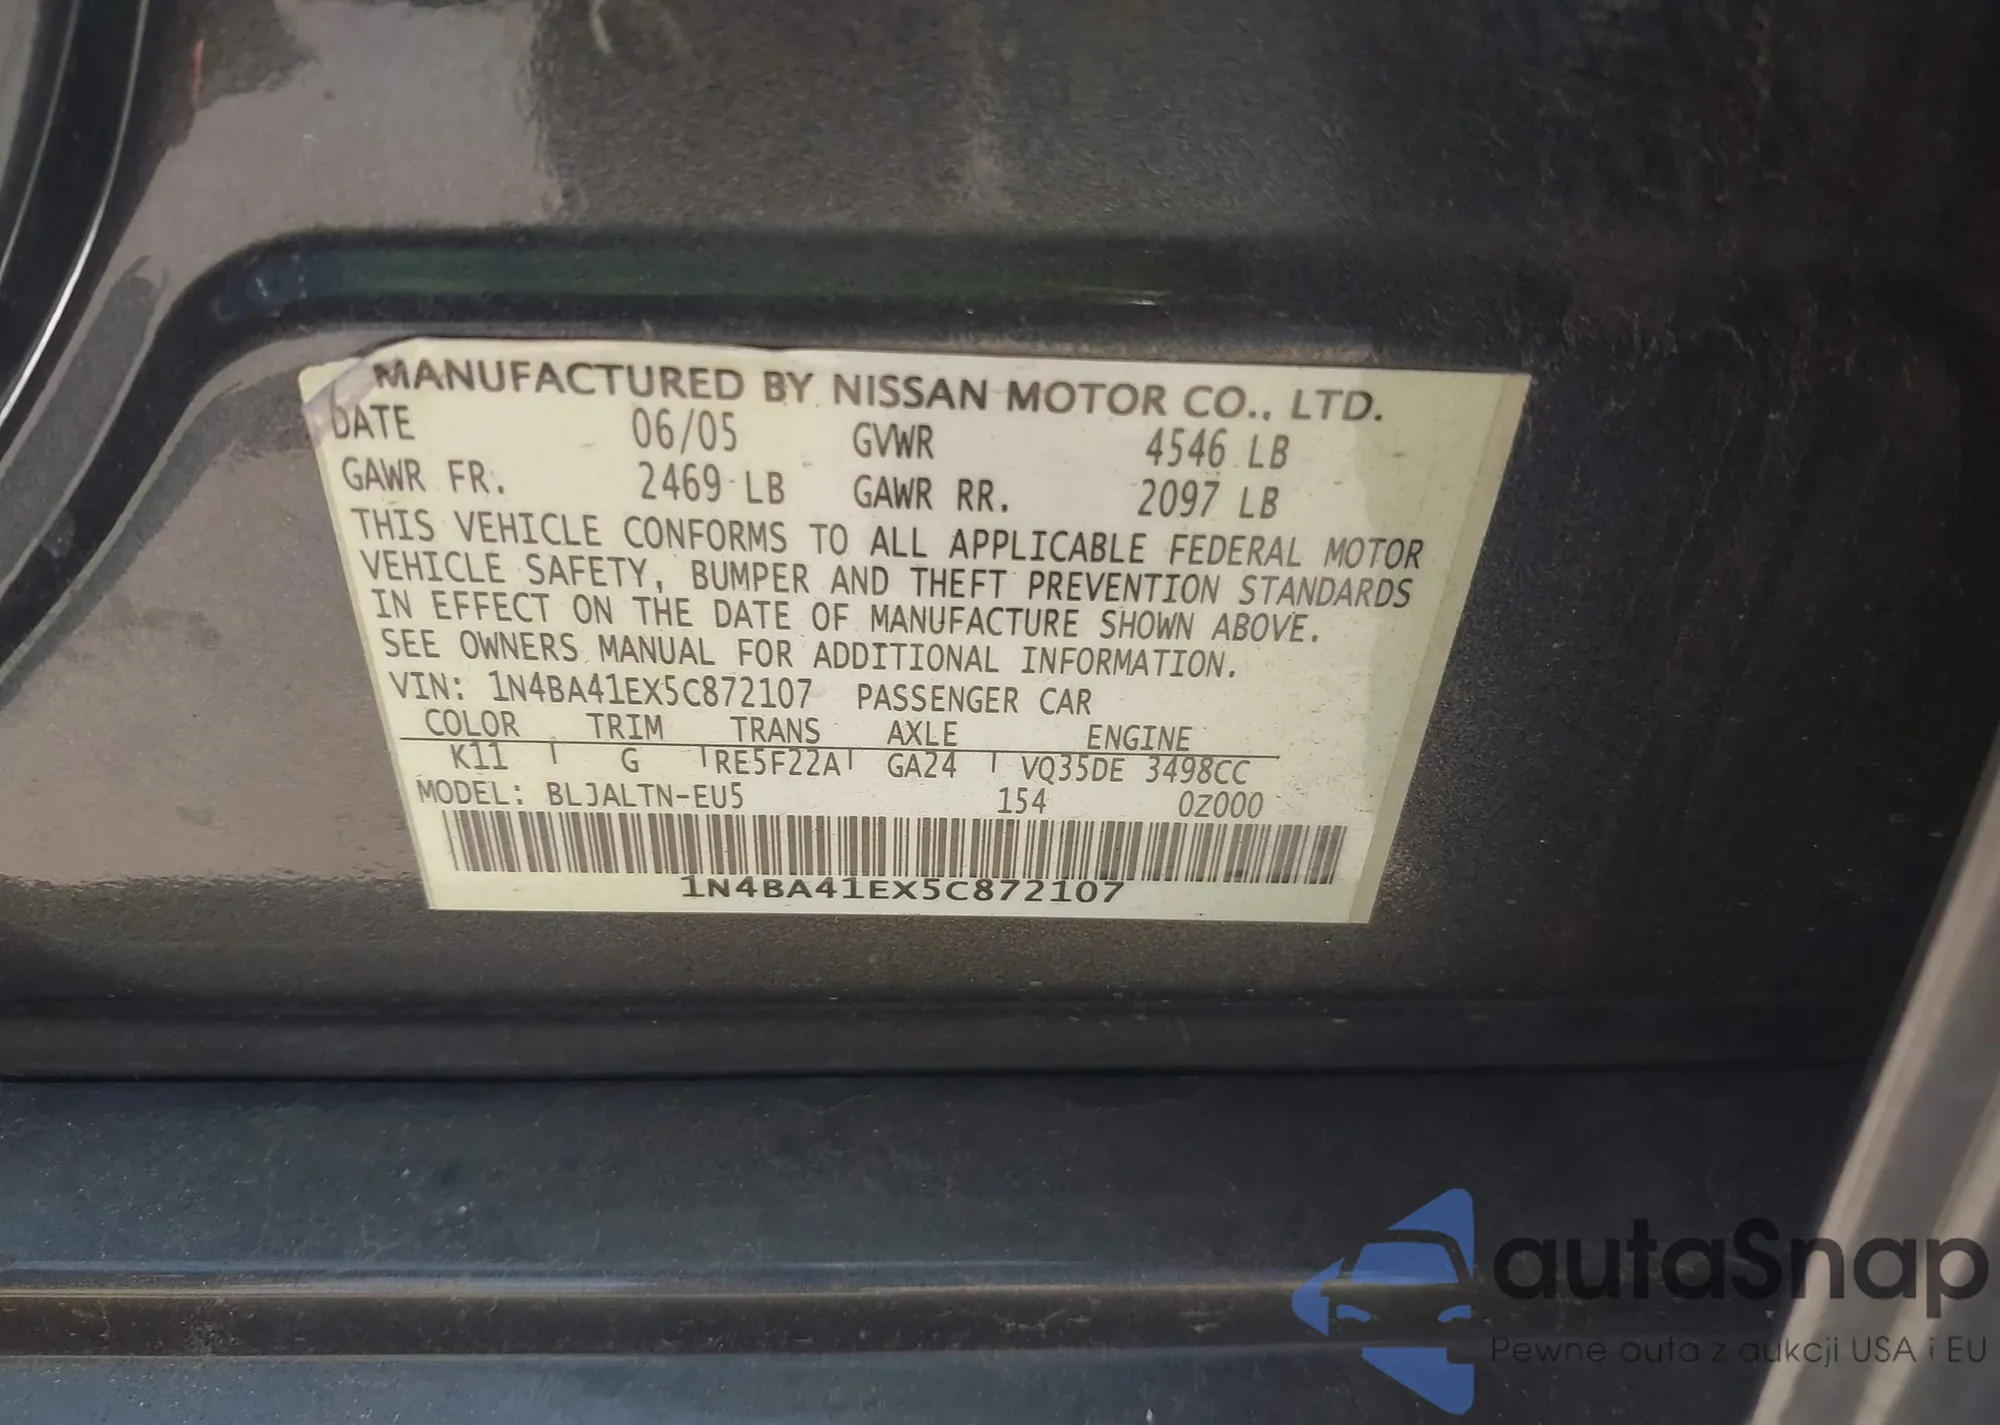 MANUFACTURED BY NISSAN MOTOR CO., LTD.
DATE 06/05 GVWR 4546 LB
GAWR FR. 2469 LB GAWR RR. 2097 LB
THIS VEHICLE CONFORMS TO ALL APPLICABLE FEDERAL MOTOR
VEHICLE SAFETY, BUMPER AND THEFT PREVENTION STANDARDS
IN EFFECT ON THE DATE OF MANUFACTURE SHOWN ABOVE.
SEE OWNERS MANUAL FOR ADDITIONAL INFORMATION.
VIN: 1N4BA41EX5C872107 PASSENGER CAR
COLOR TRIM TRANS AXLE ENGINE
K11 G RE5F22A GA24 VQ35DE 3498CC
MODEL: BLJALTN-EU5 154 0Z000
1N4BA41EX5C872107
autaSnap
Pewne auta z aukcji USA i EU